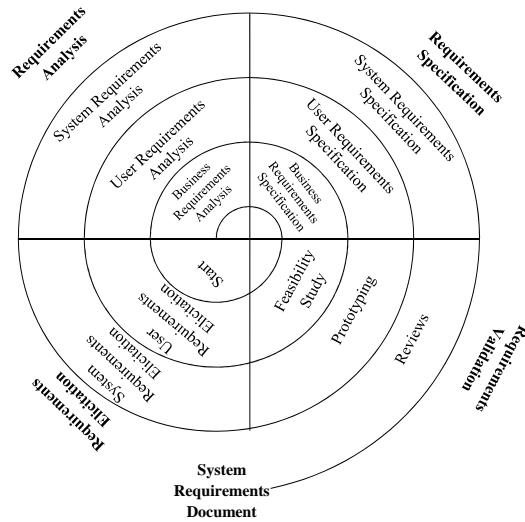 Requirements
Analysis
Requirements
Specification
System Requirements
Analysis
System Requirements
Specification
User Requirements
Analysis
User Requirements
Specification
Business
Requirements
Analysis
Business
Requirements
Specification
Start
Feasibility
Study
Requirements
Elicitation
Prototyping
User
Elicitation
Reviews
Requirements
System
Requirements
Elicitation
Requirements
Validation
System
Requirements
Document